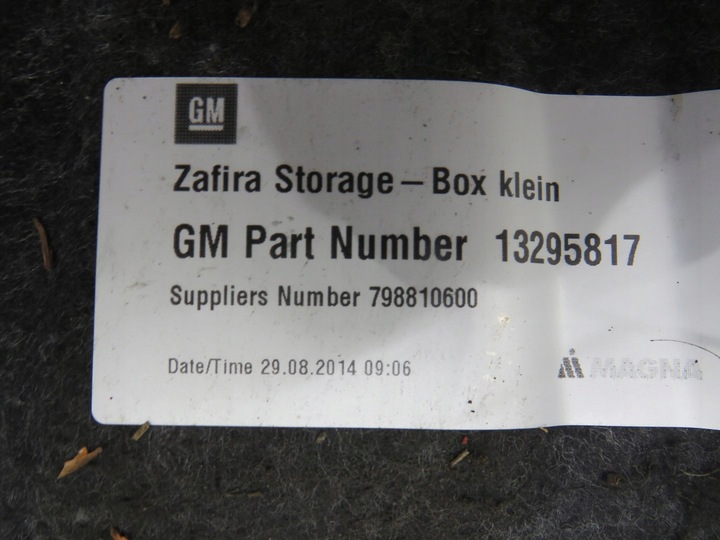 GM
Zafira Storage – Box klein
GM Part Number 13295817
Suppliers Number 798810600
Date/Time 29.08.2014 09:06
MAGNA